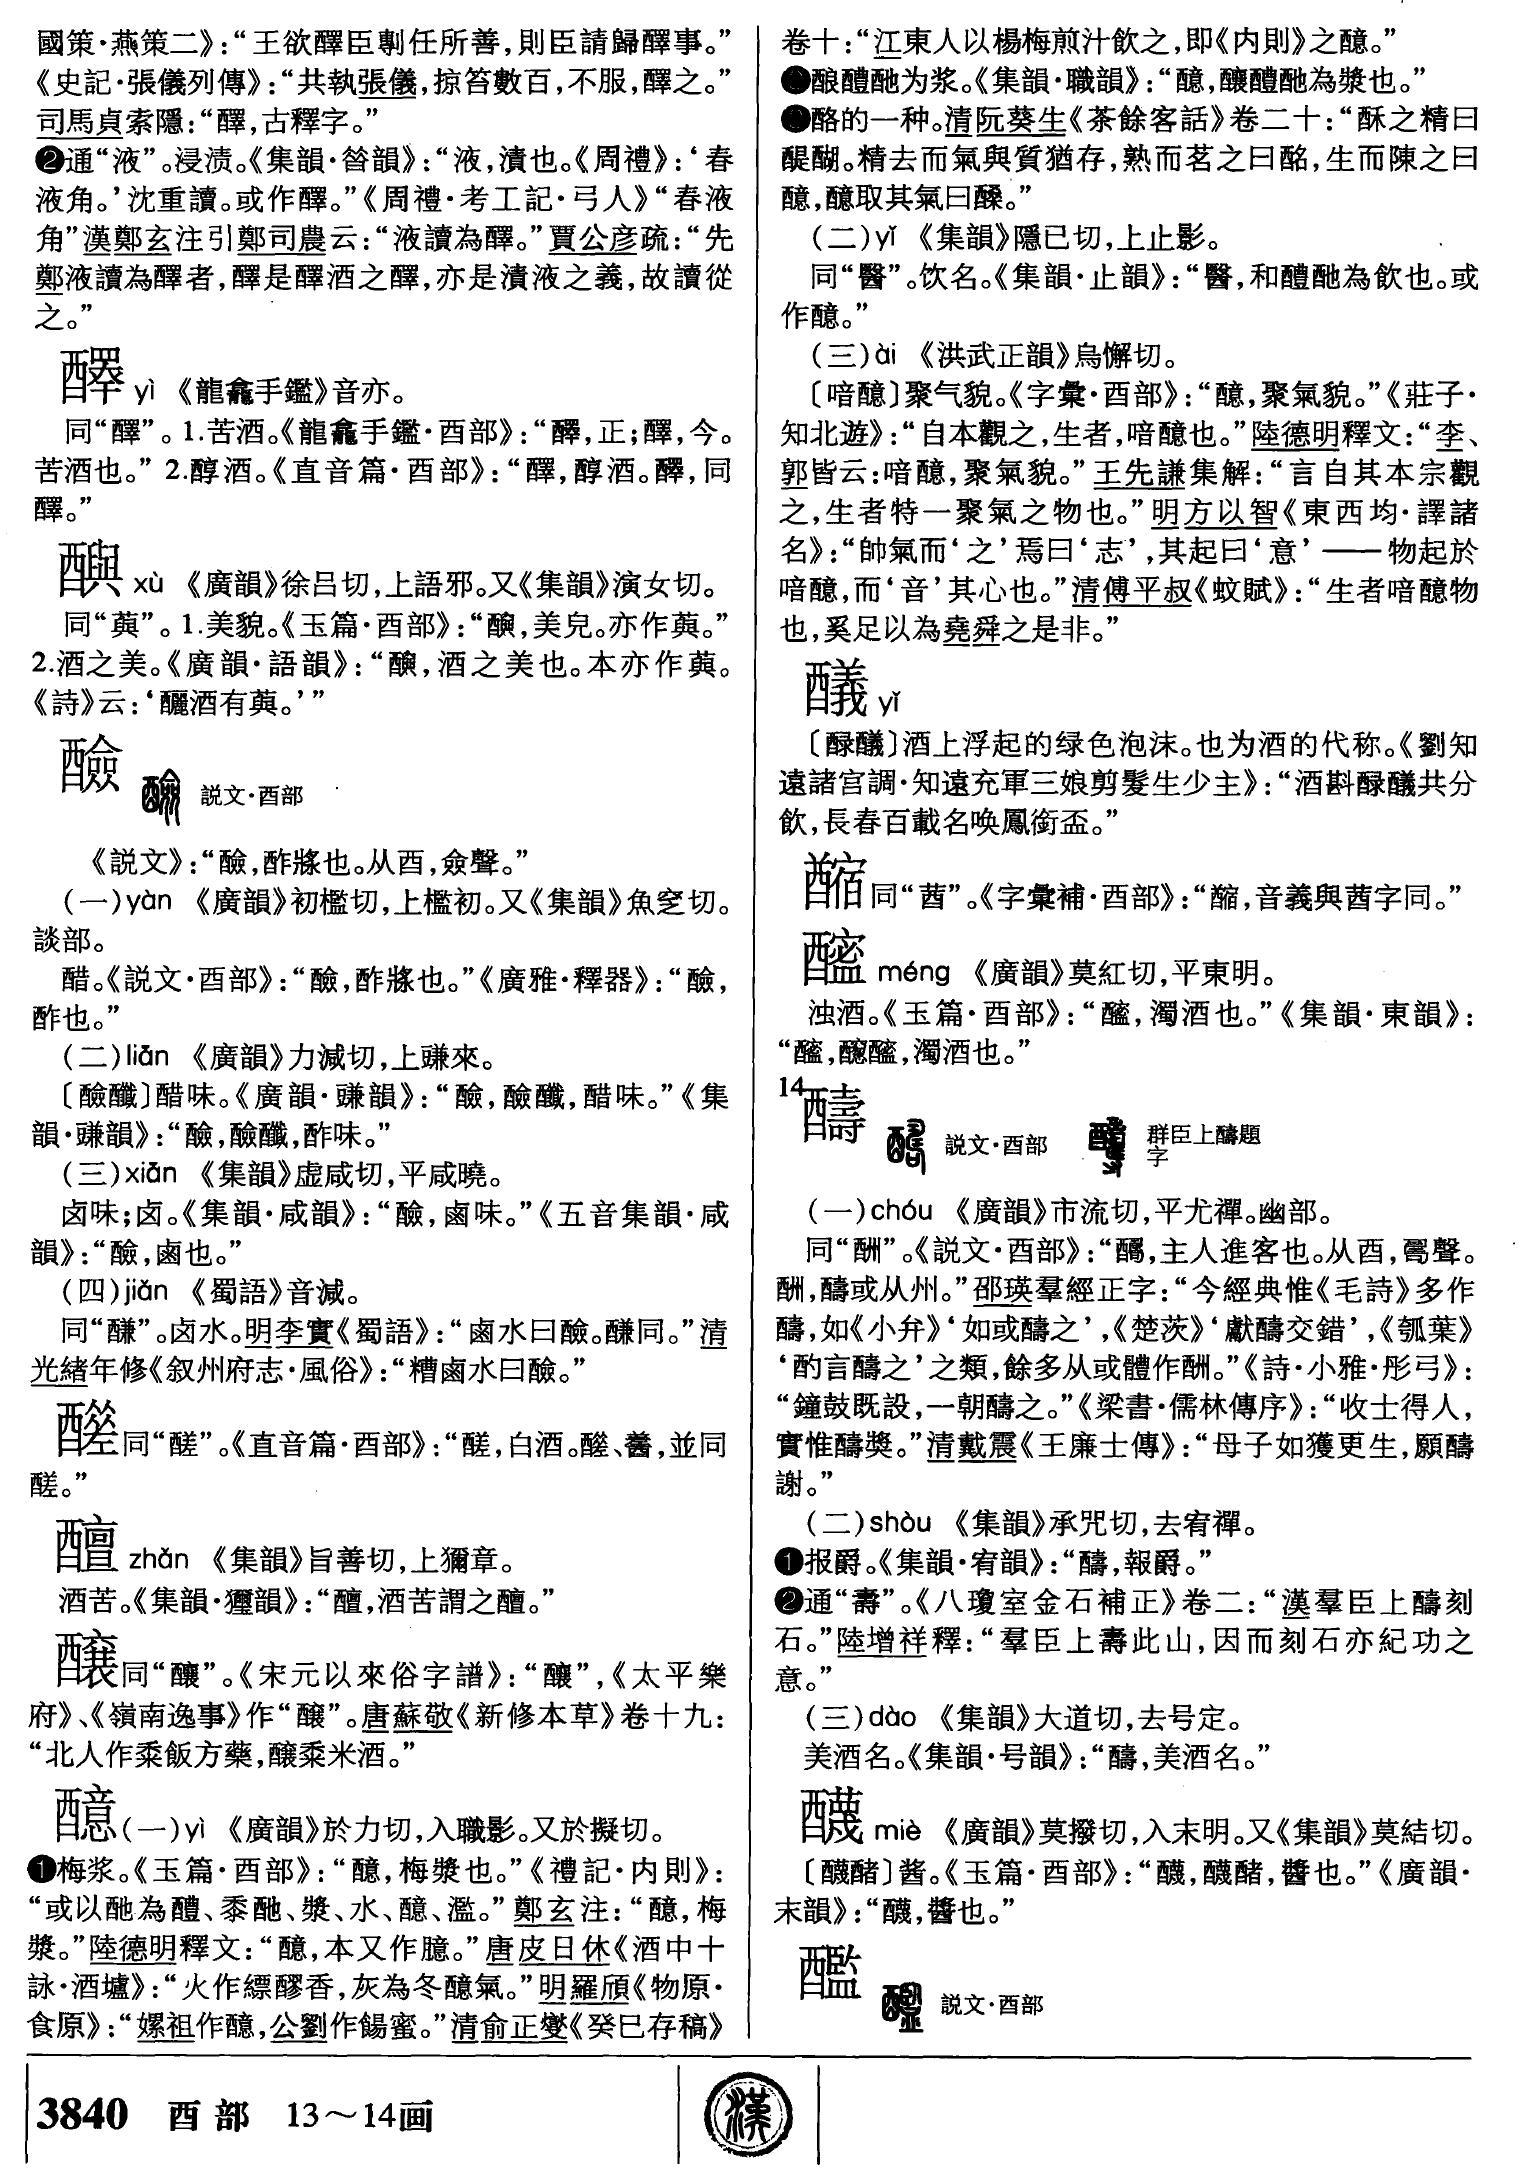 國策·燕策二》：“王欲醳臣剸任所善，則臣請歸醳事。”
《史記·張儀列傳》：“共執張儀，掠笞數百，不服，醳之。”
司馬貞索隱：“醳，古釋字。”
❷通“液”。浸渍。《集韻·昝韻》：“液，漬也。《周禮》：‘春
液角。’沈重讀。或作醳。”《周禮·考工記·弓人》“春液
角”漢鄭玄注引鄭司農云：“液讀為醳。”賈公彦疏：“先
鄭液讀為醳者，醳是醳酒之醳，亦是漬液之義，故讀從
之。”
yì 《龍龕手鑑》音亦。
同“醳”。1.苦酒。《龍龕手鑑·酉部》：“，正；醳，今。
苦酒也。” 2.醇酒。《直音篇·酉部》：“醳，醇酒。，同
醳。”
xù 《廣韻》徐吕切，上語邪。又《集韻》演女切。
同“藇”。1.美貌。《玉篇·酉部》：“，美皃。亦作藇。”
2.酒之美。《廣韻·語韻》：“，酒之美也。本亦作藇。
《詩》云：‘釃酒有藇。’”
醶 説文·酉部
《説文》：“醶，酢㵄也。从酉，僉聲。”
（一）yàn 《廣韻》初檻切，上檻初。又《集韻》魚窆切。
談部。
醋。《説文·酉部》：“醶，酢㵄也。”《廣雅·釋器》：“醶，
酢也。”
（二）liǎn 《廣韻》力減切，上豏來。
〔醶〕醋味。《廣韻·豏韻》：“醶，醶，醋味。”《集
韻·豏韻》：“醶，醶，酢味。”
（三）xiān 《集韻》虚咸切，平咸曉。
卤味；卤。《集韻·咸韻》：“醶，鹵味。”《五音集韻·咸
韻》：“醶，鹵也。”
（四）jiǎn 《蜀語》音減。
同“䤘”。卤水。明李實《蜀語》：“鹵水曰醶。䤘同。”清
光緒年修《叙州府志·風俗》：“糟鹵水曰醶。”
同“醝”。《直音篇·酉部》：“醝，白酒。、，並同
醝。”
zhǎn 《集韻》旨善切，上獮章。
酒苦。《集韻·獮韻》：“，酒苦謂之。”
同“釀”。《宋元以來俗字譜》：“釀”，《太平樂
府》、《嶺南逸事》作“醸”。唐蘇敬《新修本草》卷十九：
“北人作黍飯方藥，醸黍米酒。”
醷（一）yì 《廣韻》於力切，入職影。又於擬切。
❶梅浆。《玉篇·酉部》：“醷，梅漿也。”《禮記·内則》：
“或以酏為醴、黍酏、漿、水、醷、濫。”鄭玄注：“醷，梅
漿。”陸德明釋文：“醷，本又作臆。”唐皮日休《酒中十
詠·酒壚》：“火作縹醪香，灰為冬醷氣。”明羅頎《物原·
食原》：“嫘祖作醷，公劉作餳蜜。”清俞正燮《癸巳存稿》
卷十：“江東人以楊梅煎汁飲之，即《内則》之醷。”
酿醴酏为浆。《集韻·職韻》：“醷，釀醴酏為漿也。”
酪的一种。清阮葵生《茶餘客話》卷二十：“酥之精曰
醍醐。精去而氣與質猶存，熟而茗之曰酩，生而陳之曰
醷，醷取其氣曰。”
（二）yǐ 《集韻》隱已切，上止影。
同“醫”。饮名。《集韻·止韻》：“醫，和醴酏為飲也。或
作醷。”
（三）ài 《洪武正韻》烏懈切。
〔喑醷〕聚气貌。《字彙·酉部》：“醷，聚氣貌。”《莊子·
知北遊》：“自本觀之，生者，喑醷也。”陸德明釋文：“李、
郭皆云：喑醷，聚氣貌。”王先謙集解：“言自其本宗觀
之，生者特一聚氣之物也。”明方以智《東西均·譯諸
名》：“帥氣而‘之’焉曰‘志’，其起曰‘意’——物起於
喑醷，而‘音’其心也。”清傅平叔《蚊賦》：“生者喑醷物
也，奚足以為堯舜之是非。”
䤬 yǐ
〔醁䤬〕酒上浮起的绿色泡沫。也为酒的代称。《劉知
遠諸宫調·知遠充軍三娘剪髮生少主》：“酒斟醁䤬共分
飲，長春百載名唤鳳銜盃。”
同“莤”。《字彙補·酉部》：“，音義與莤字同。”
méng 《廣韻》莫紅切，平東明。
浊酒。《玉篇·酉部》：“，濁酒也。”《集韻·東韻》：
“，，濁酒也。”
14
醻 説文·酉部 群臣上醻題
字
（一）chóu 《廣韻》市流切，平尤禪。幽部。
同“酬”。《説文·酉部》：“醻，主人進客也。从酉，𠷎聲。
酬，醻或从州。”邵瑛羣經正字：“今經典惟《毛詩》多作
醻，如《小弁》‘如或醻之’，《楚茨》‘獻醻交錯’，《瓠葉》
‘酌言醻之’之類，餘多从或體作酬。”《詩·小雅·彤弓》：
“鐘鼓既設，一朝醻之。”《梁書·儒林傳序》：“收士得人，
實惟醻獎。”清戴震《王廉士傳》：“母子如獲更生，願醻
謝。”
（二）shòu 《集韻》承咒切，去宥禪。
❶报爵。《集韻·宥韻》：“醻，報爵。”
❷通“壽”。《八瓊室金石補正》卷二：“漢羣臣上醻刻
石。”陸增祥釋：“羣臣上壽此山，因而刻石亦紀功之
意。”
（三）dào 《集韻》大道切，去号定。
美酒名。《集韻·号韻》：“醻，美酒名。”
miè 《廣韻》莫撥切，入末明。又《集韻》莫結切。
〔〕酱。《玉篇·酉部》：“，，醬也。”《廣韻·
末韻》：“，醬也。”
説文·酉部
3840 酉部 13～14画
漢